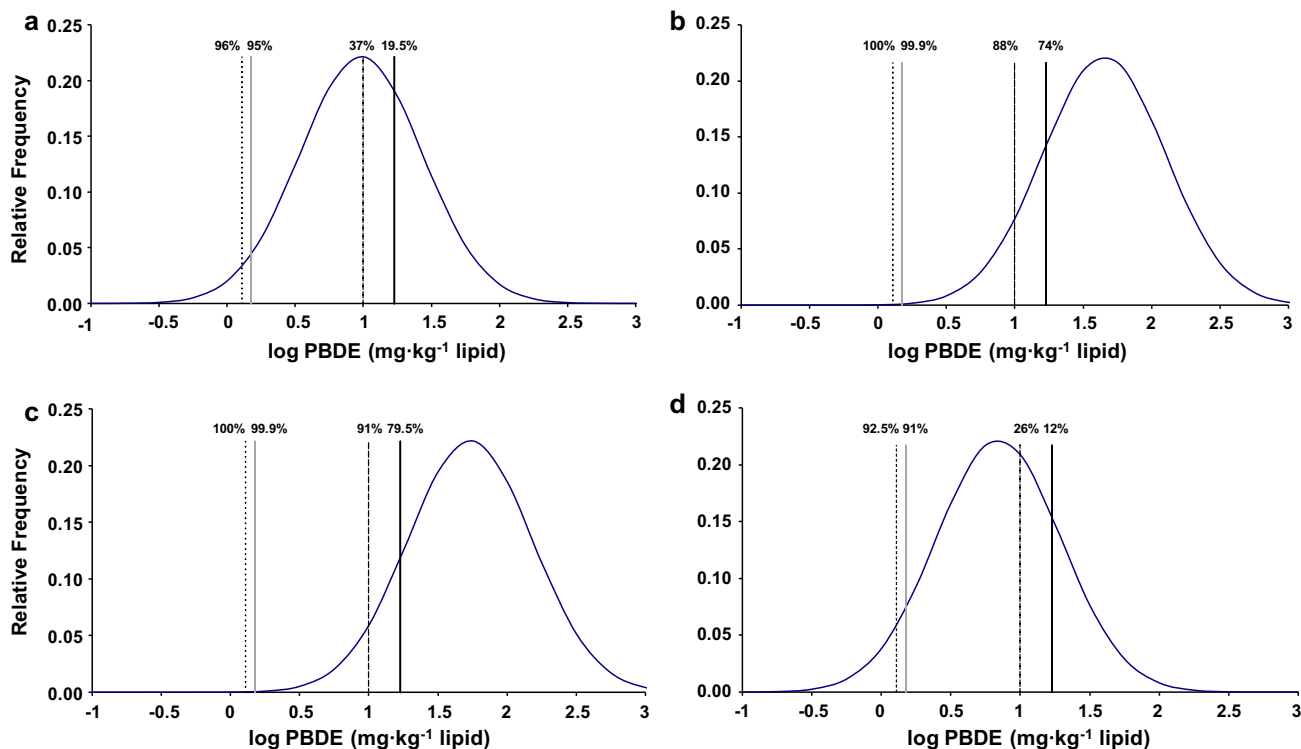 a
0.25
96% 95% 37% 19.5%
0.20
0.15
0.10
0.05
0.00
Relative Frequency
-1 -0.5 0 0.5 1 1.5 2 2.5 3
log PBDE (mg·kg-1 lipid)
b
0.25
100% 99.9% 88% 74%
0.20
0.15
0.10
0.05
0.00
-1 -0.5 0 0.5 1 1.5 2 2.5 3
log PBDE (mg·kg-1 lipid)
c
0.25
100% 99.9% 91% 79.5%
0.20
0.15
0.10
0.05
0.00
Relative Frequency
-1 -0.5 0 0.5 1 1.5 2 2.5 3
log PBDE (mg·kg-1 lipid)
d
0.25
92.5% 91% 26% 12%
0.20
0.15
0.10
0.05
0.00
-1 -0.5 0 0.5 1 1.5 2 2.5 3
log PBDE (mg·kg-1 lipid)